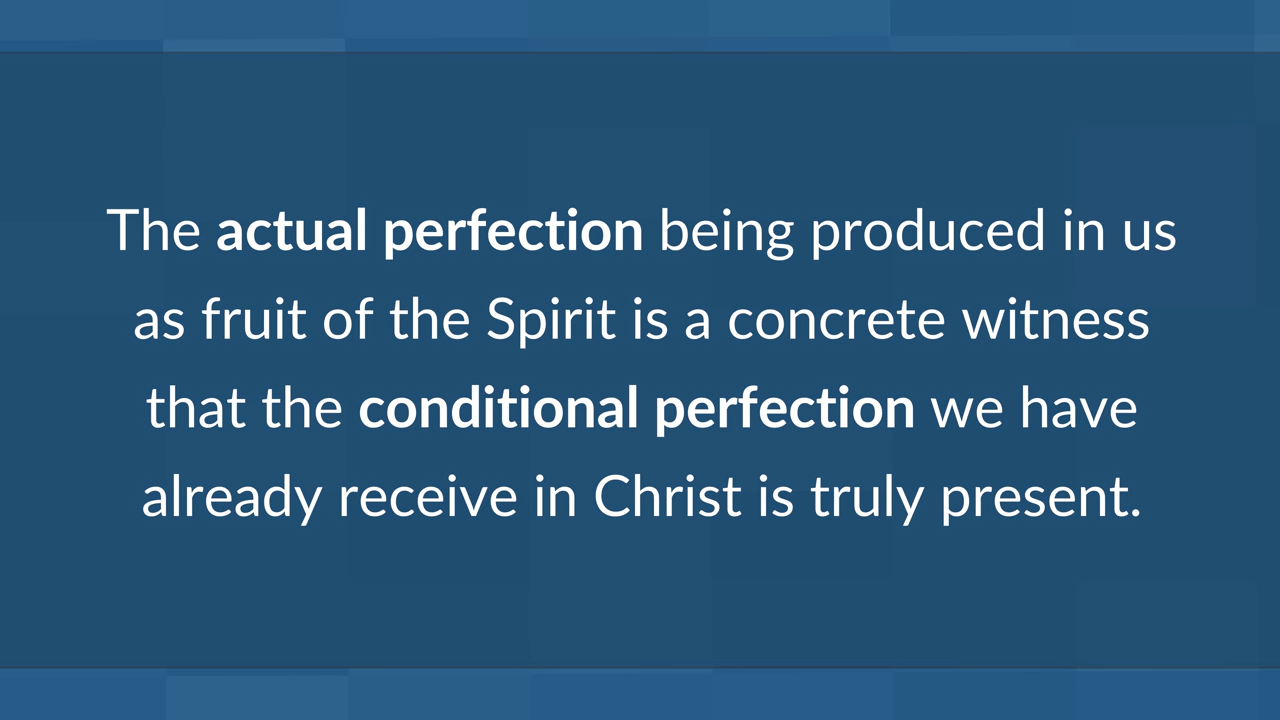 The actual perfection being produced in us
as fruit of the Spirit is a concrete witness
that the conditional perfection we have
already receive in Christ is truly present.